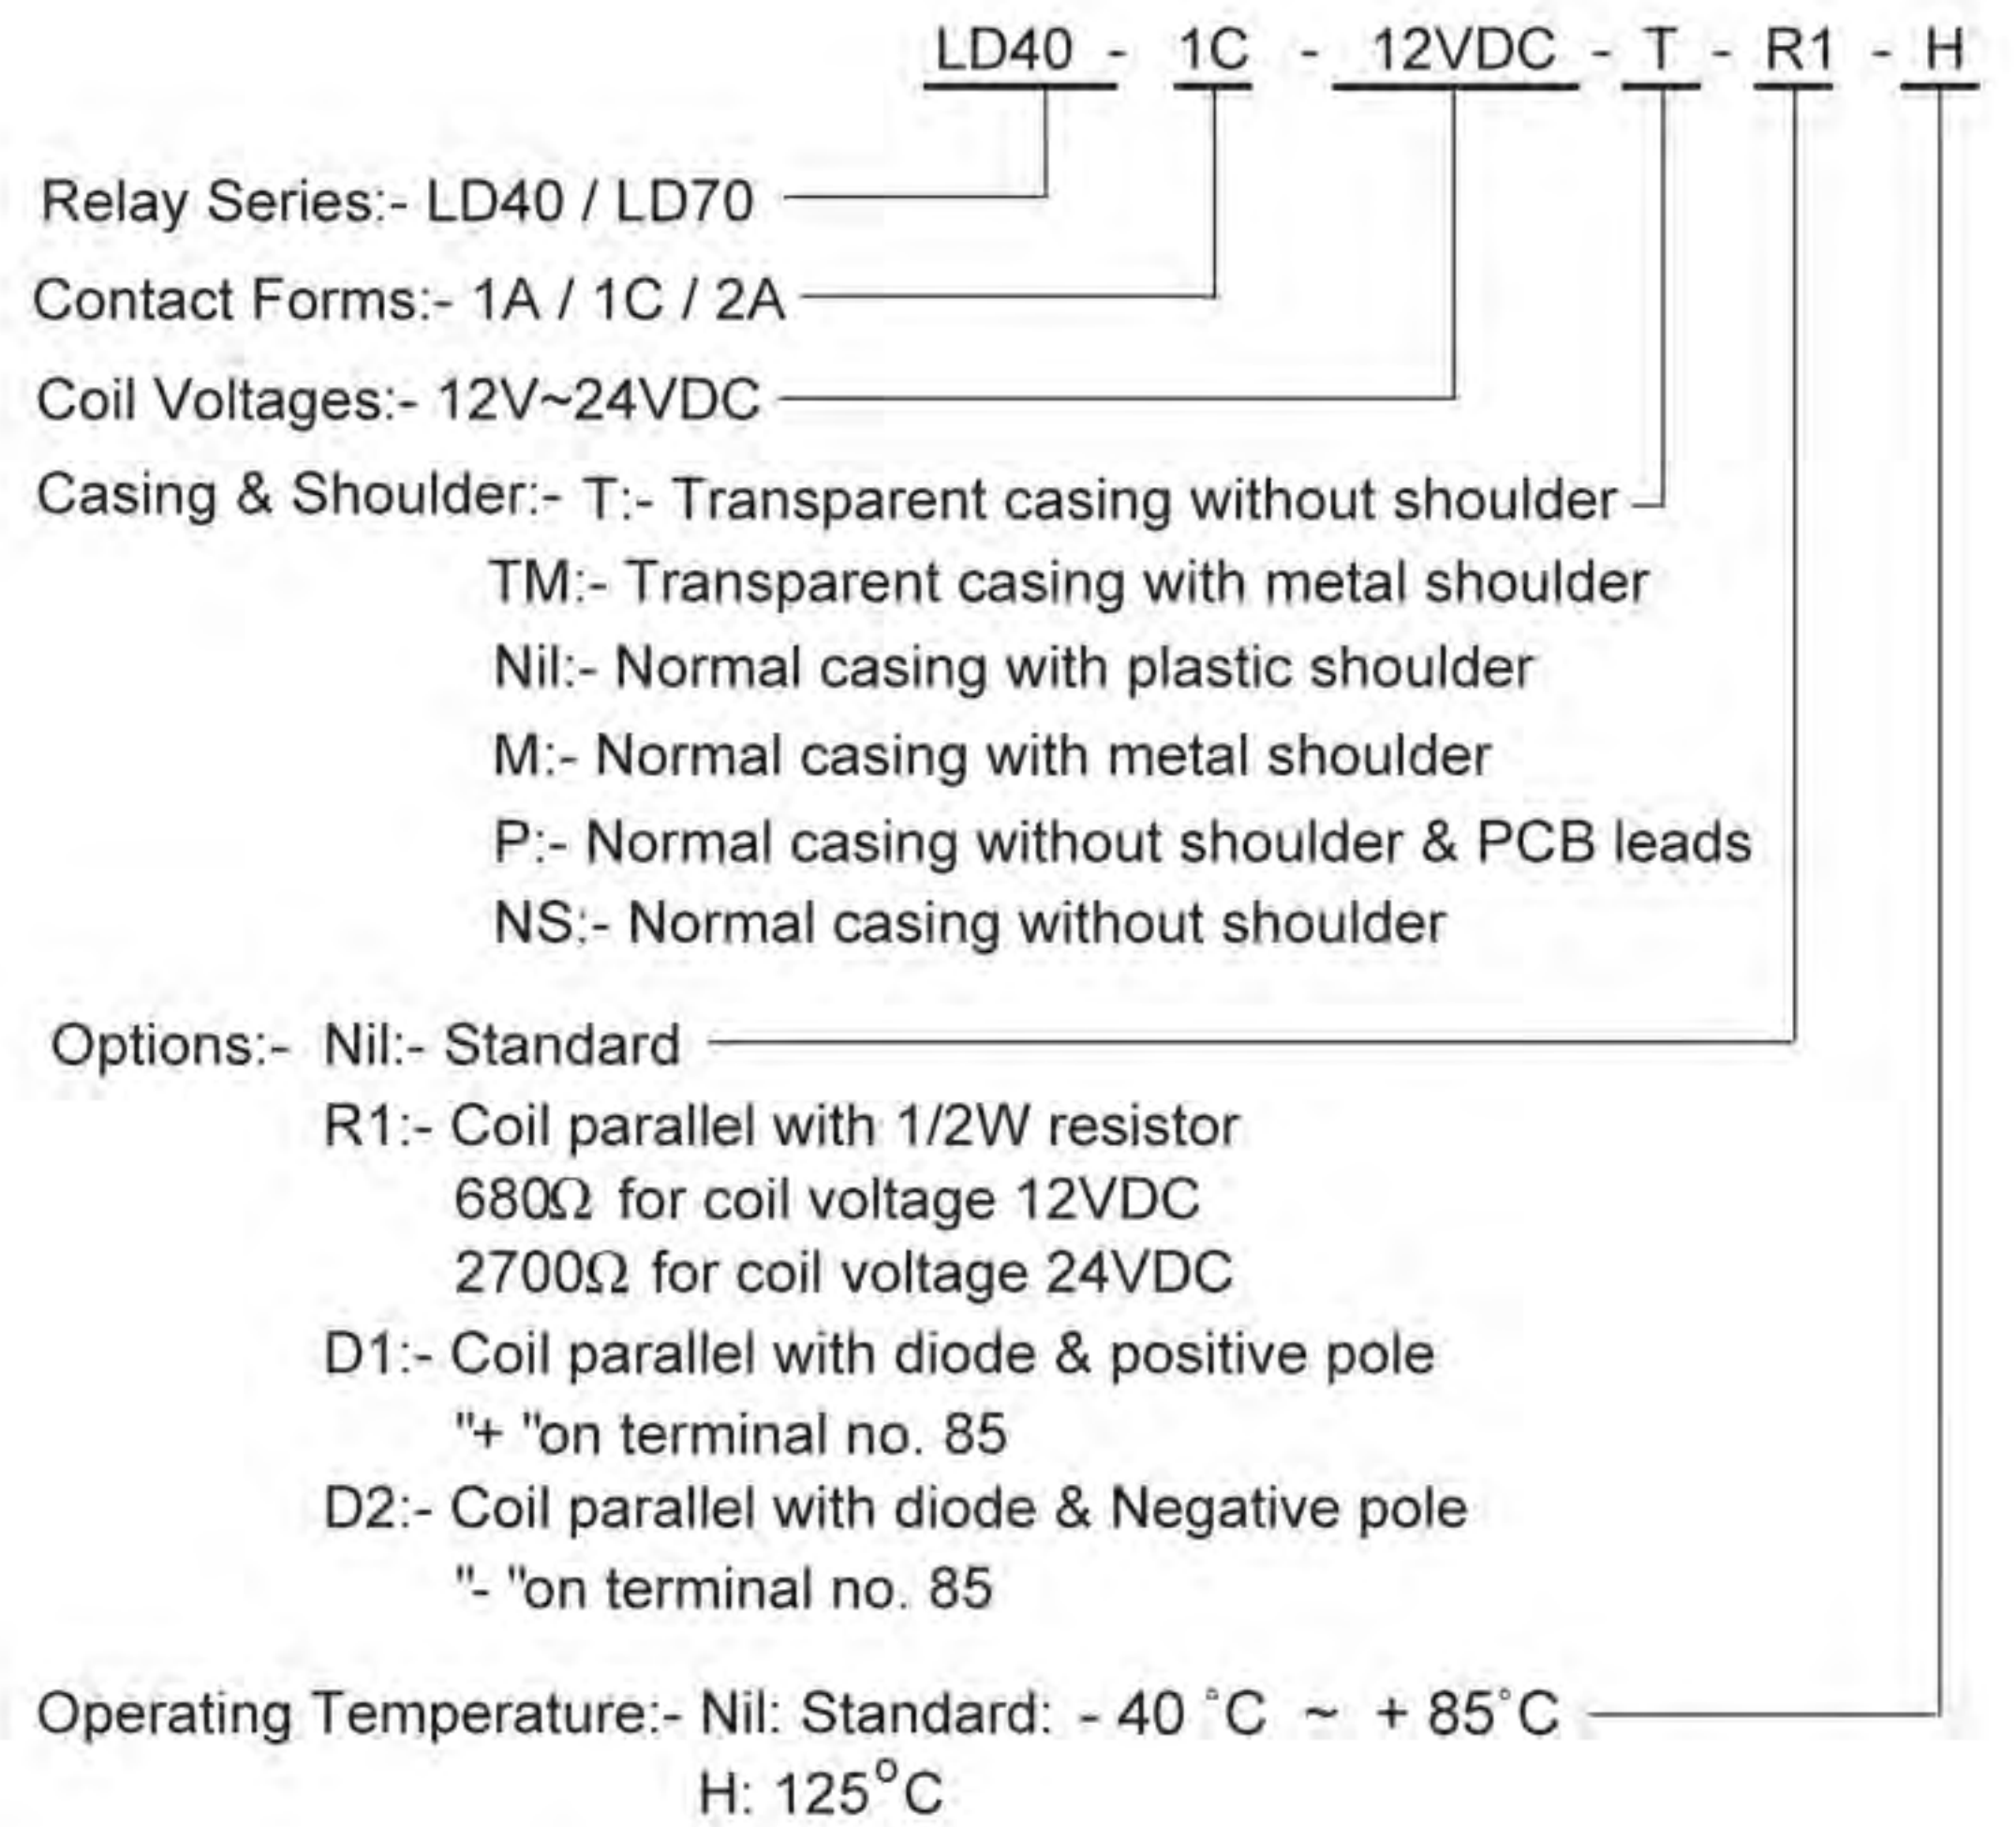 LD40 - 1C - 12VDC - T - R1 - H
Relay Series:- LD40 / LD70
Contact Forms:- 1A / 1C / 2A
Coil Voltages:- 12V~24VDC
Casing & Shoulder:- T:- Transparent casing without shoulder
TM:- Transparent casing with metal shoulder
Nil:- Normal casing with plastic shoulder
M:- Normal casing with metal shoulder
P:- Normal casing without shoulder & PCB leads
NS:- Normal casing without shoulder
Options:- Nil:- Standard
R1:- Coil parallel with 1/2W resistor
680Ω for coil voltage 12VDC
2700Ω for coil voltage 24VDC
D1:- Coil parallel with diode & positive pole
"+ "on terminal no. 85
D2:- Coil parallel with diode & Negative pole
"- "on terminal no. 85
Operating Temperature:- Nil: Standard: - 40 °C ~ + 85°C
H: 125°C